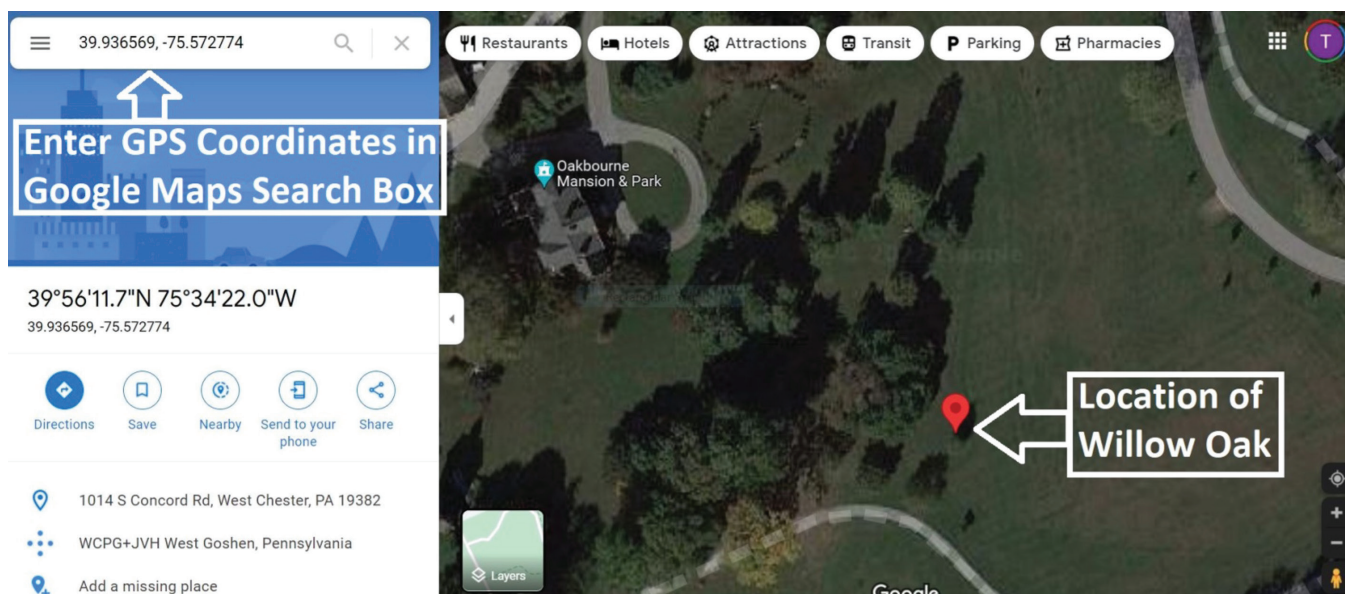 39.936569, -75.572774
Restaurants
Hotels
Attractions
Transit
P Parking
Pharmacies
T
Enter GPS Coordinates in
Google Maps Search Box
Oakbourne
Mansion & Park
39°56'11.7"N 75°34'22.0"W
39.936569, -75.572774
Directions
Save
Nearby
Send to your
phone
Share
Location of
Willow Oak
1014 S Concord Rd, West Chester, PA 19382
WCPG+JVH West Goshen, Pennsylvania
Add a missing place
Layers
Google